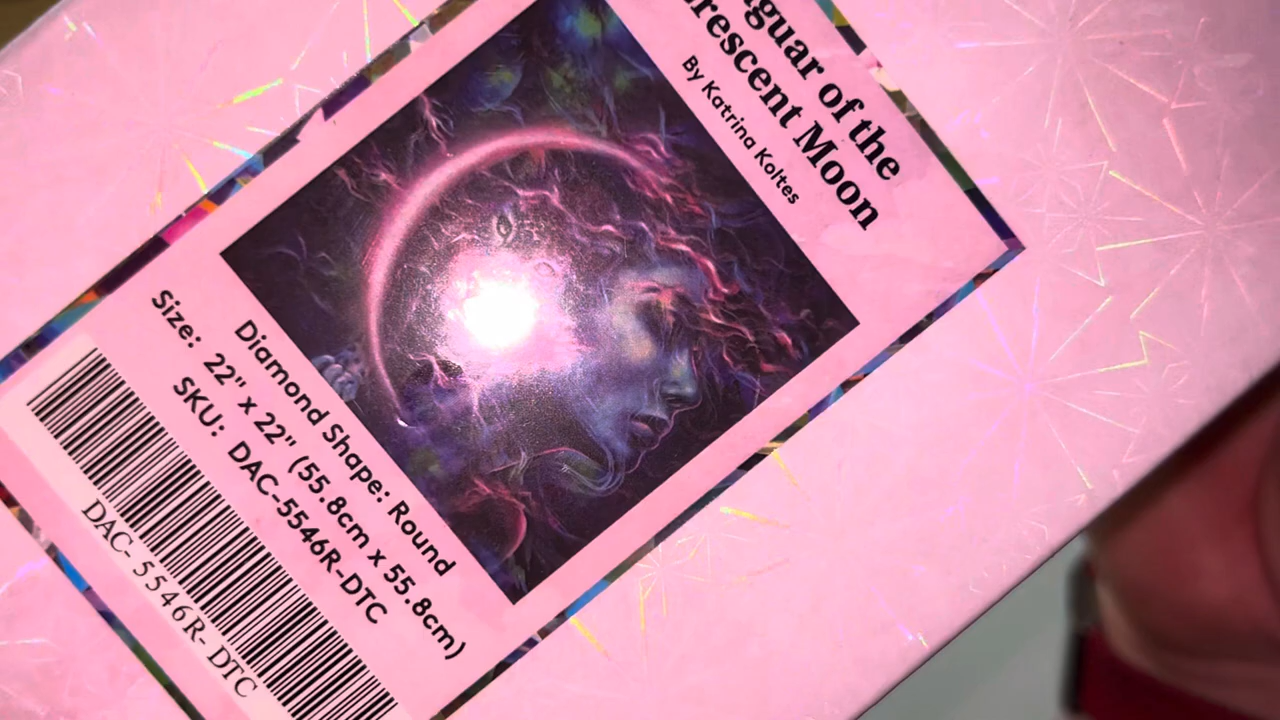 aguar of the
rescent Moon
By Katrina Koltes
Diamond Shape: Round
Size: 22" x 22" (55.8cm x 55.8cm)
SKU: DAC-5546R-DTC
DAC- 5546R- DTC